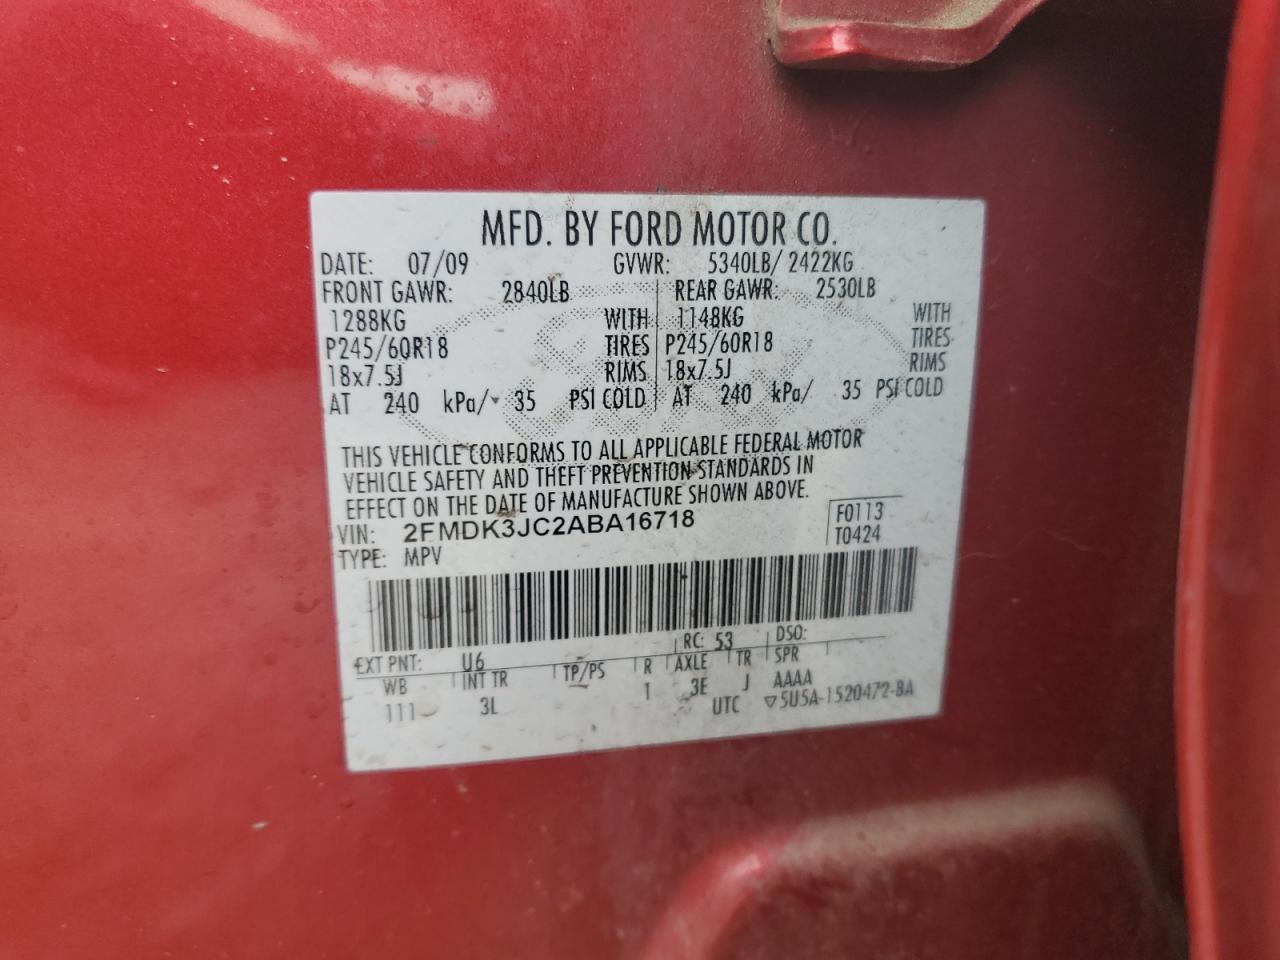 MFD. BY FORD MOTOR CO.
DATE: 07/09 GVWR: 5340LB/ 2422KG
FRONT GAWR: 2840LB REAR GAWR: 2530LB
1288KG WITH 1148KG WITH
P245/60R18 TIRES P245/60R18 TIRES
18x7.5J RIMS 18x7.5J RIMS
AT 240 kPa/ 35 PSI COLD AT 240 kPa/ 35 PSI COLD
THIS VEHICLE CONFORMS TO ALL APPLICABLE FEDERAL MOTOR
VEHICLE SAFETY AND THEFT PREVENTION STANDARDS IN
EFFECT ON THE DATE OF MANUFACTURE SHOWN ABOVE.
VIN: 2FMDK3JC2ABA16718 F0113
TYPE: MPV T0424
EXT PNT: U6 RC: 53 DSO:
WB INT TR TP/PS R AXLE TR SPR
111 3L 1 3E J AAAA
UTC ▽5U5A-1520472-BA